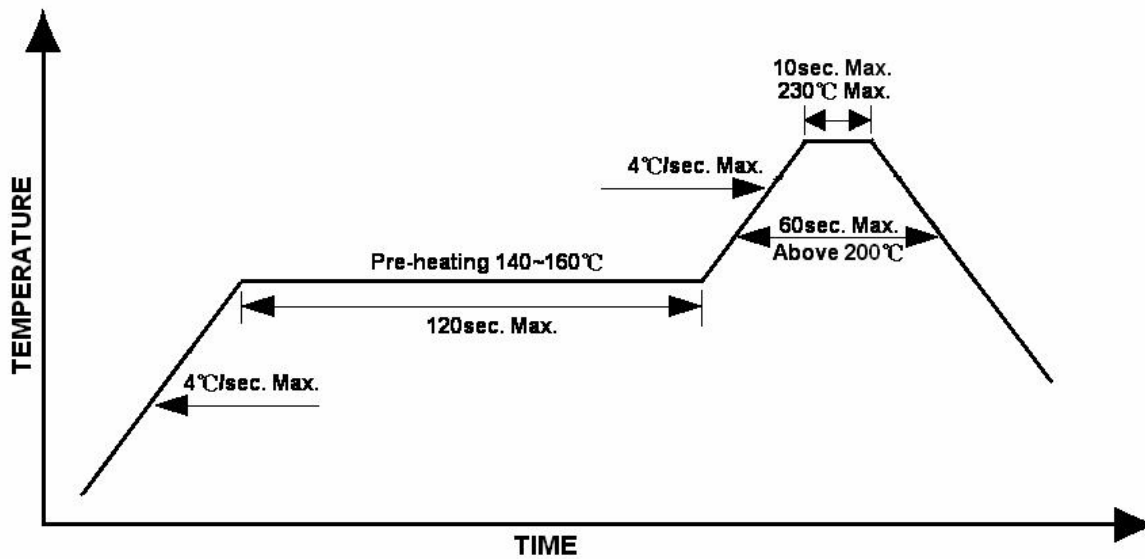 10sec. Max.
230℃ Max.
4℃/sec. Max.
60sec. Max.
Above 200℃
Pre-heating 140~160℃
120sec. Max.
4℃/sec. Max.
TEMPERATURE
TIME